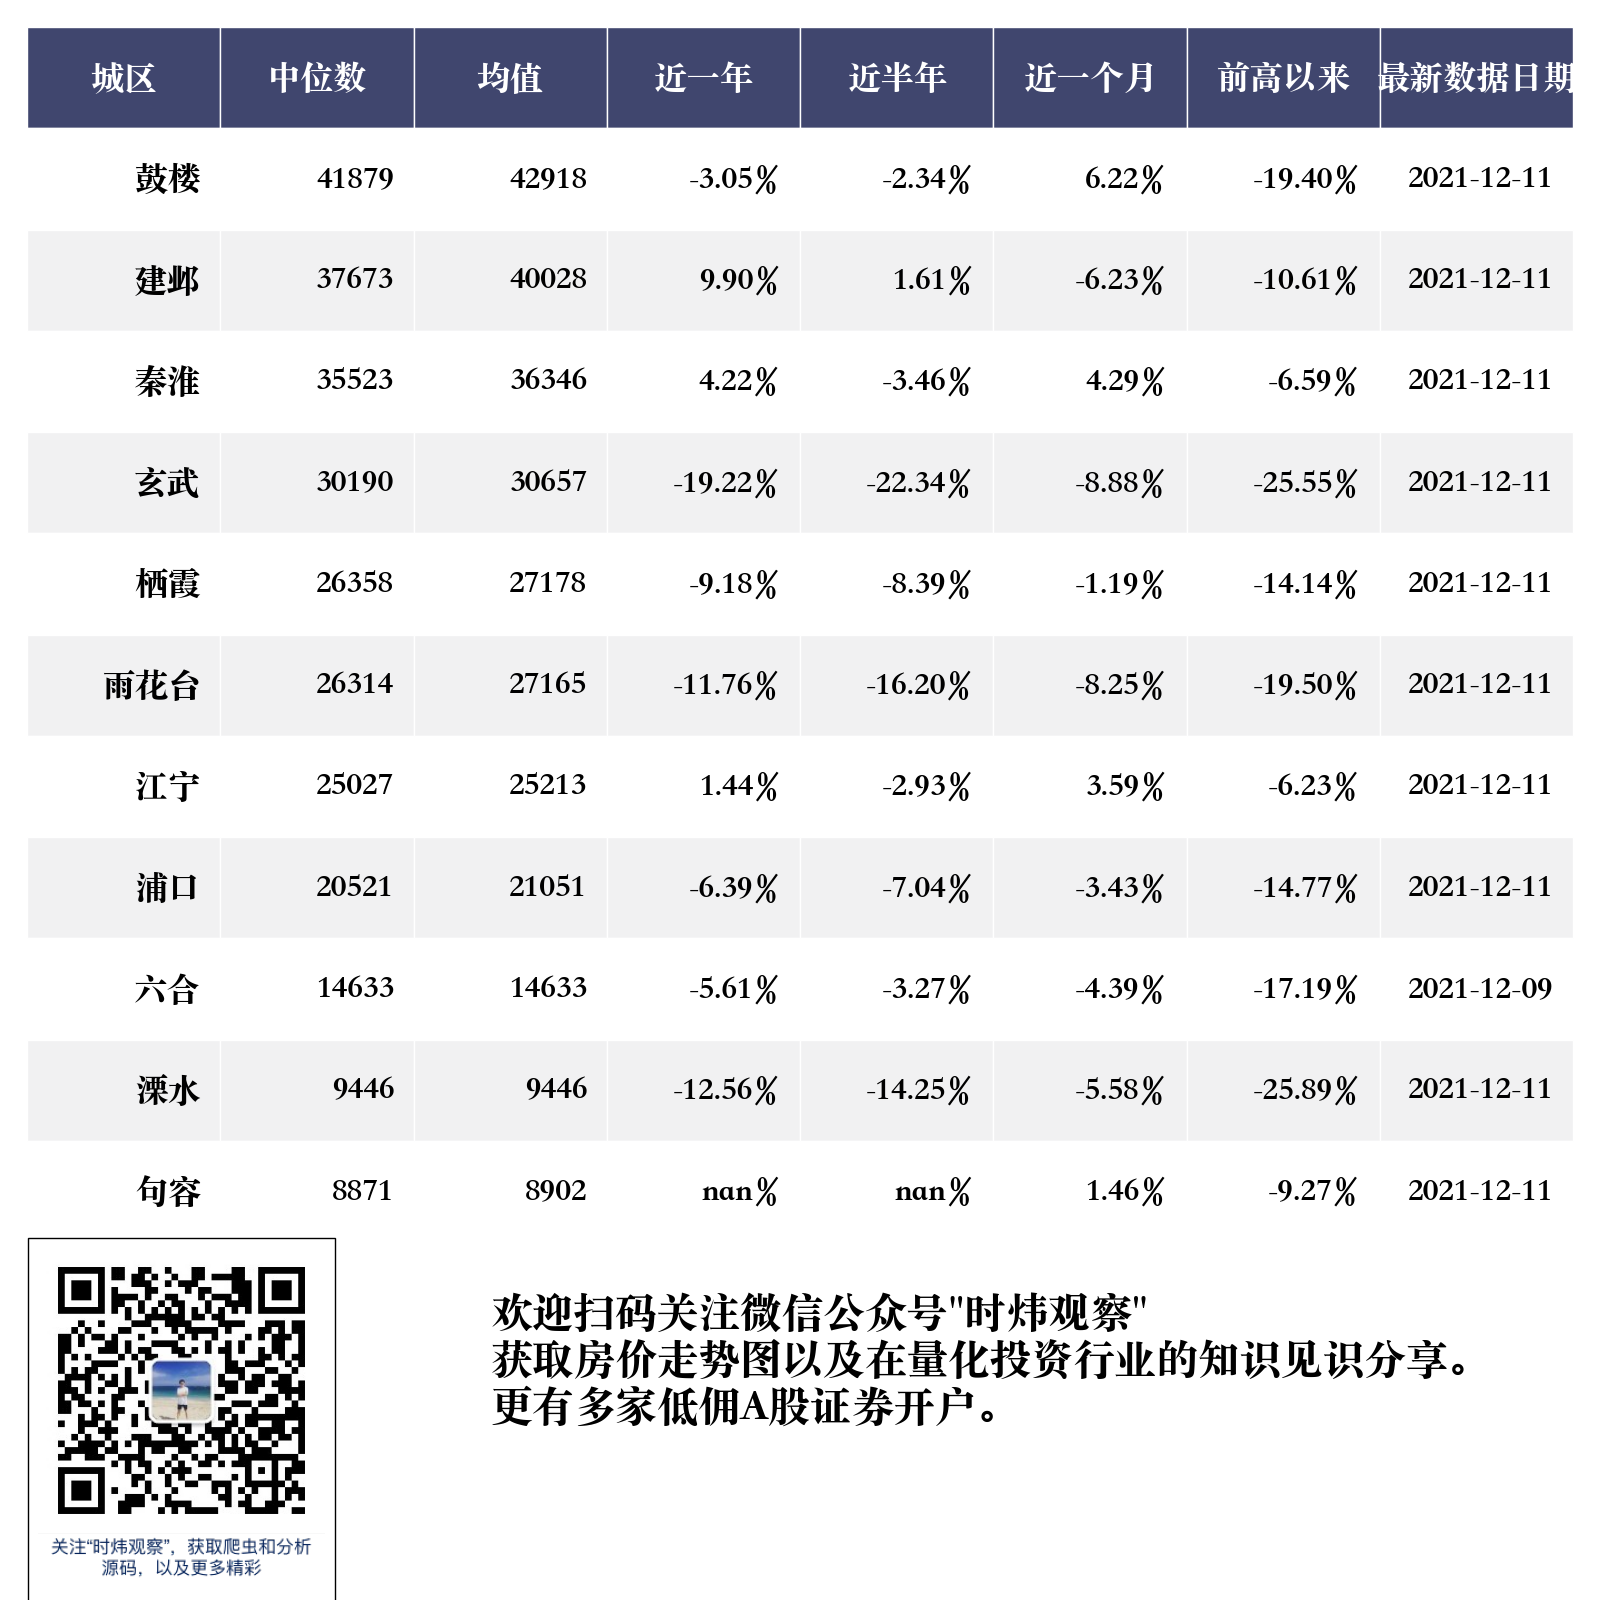 城区 中位数 均值 近一年 近半年 近一个月 前高以来 最新数据日期
鼓楼 41879 42918 -3.05% -2.34% 6.22% -19.40% 2021-12-11
建邺 37673 40028 9.90% 1.61% -6.23% -10.61% 2021-12-11
秦淮 35523 36346 4.22% -3.46% 4.29% -6.59% 2021-12-11
玄武 30190 30657 -19.22% -22.34% -8.88% -25.55% 2021-12-11
栖霞 26358 27178 -9.18% -8.39% -1.19% -14.14% 2021-12-11
雨花台 26314 27165 -11.76% -16.20% -8.25% -19.50% 2021-12-11
江宁 25027 25213 1.44% -2.93% 3.59% -6.23% 2021-12-11
浦口 20521 21051 -6.39% -7.04% -3.43% -14.77% 2021-12-11
六合 14633 14633 -5.61% -3.27% -4.39% -17.19% 2021-12-09
溧水 9446 9446 -12.56% -14.25% -5.58% -25.89% 2021-12-11
句容 8871 8902 nan% nan% 1.46% -9.27% 2021-12-11
欢迎扫码关注微信公众号"时炜观察"
获取房价走势图以及在量化投资行业的知识见识分享。
更有多家低佣A股证券开户。
关注“时炜观察”，获取爬虫和分析
源码，以及更多精彩